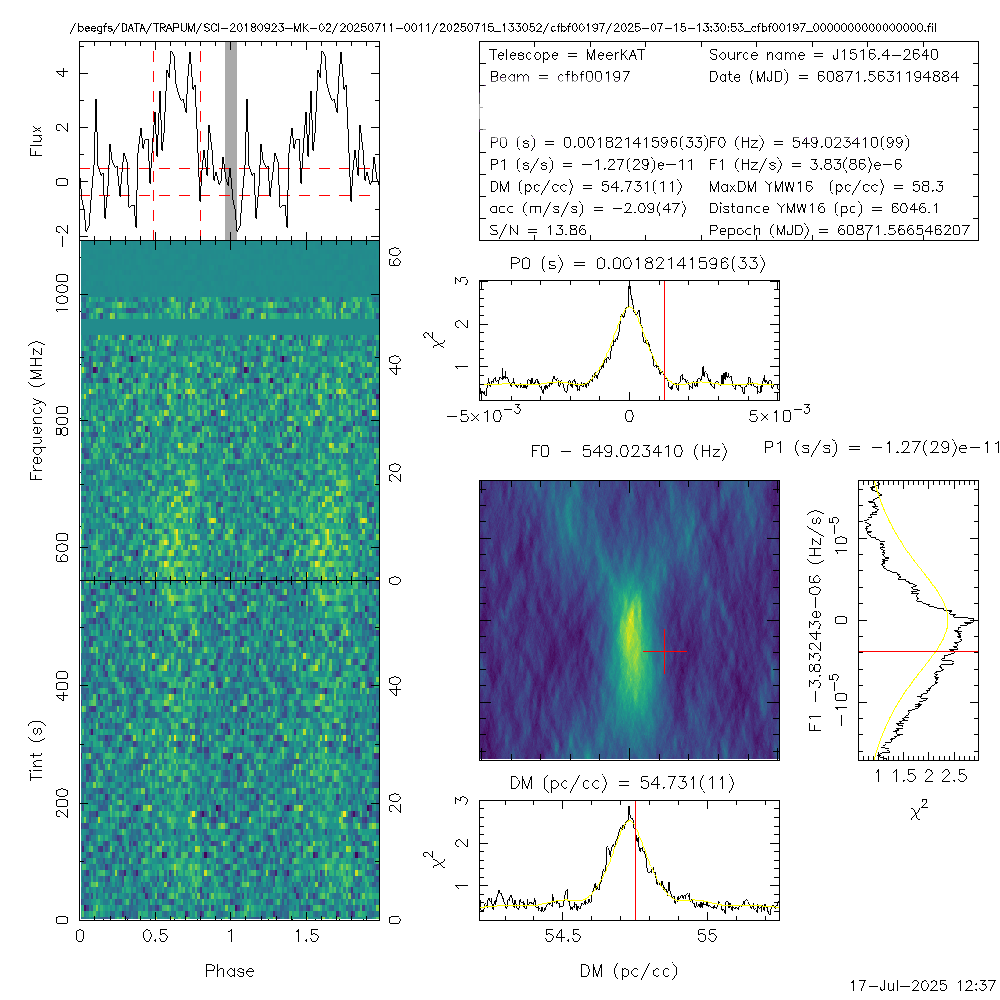 /beegfs/DATA/TRAPUM/SCI-20180923-MK-02/20250711-0011/20250715_133052/cfbf00197/2025-07-15-13:30:53_cfbf00197_0000000000000000.fil
Telescope = MeerKAT Source name = J1516.4-2640
Beam = cfbf00197 Date (MJD) = 60871.5631194884
P0 (s) = 0.00182141596(33) F0 (Hz) = 549.023410(99)
P1 (s/s) = -1.27(29)e-11 F1 (Hz/s) = 3.83(86)e-6
DM (pc/cc) = 54.731(11) MaxDM YMW16 (pc/cc) = 58.3
acc (m/s/s) = -2.09(47) Distance YMW16 (pc) = 6046.1
S/N = 13.86 Pepoch (MJD) = 60871.566546207
Flux
4
2
0
-2
Frequency (MHz)
1000
800
600
60
40
20
0
Tint (s)
400
200
0
40
20
0
0 0.5 1 1.5
Phase
P0 (s) = 0.00182141596(33)
χ²
3
2
1
-5×10⁻³ 0 5×10⁻³
F0 - 549.023410 (Hz)
P1 (s/s) = -1.27(29)e-11
F1 -3.83243e-06 (Hz/s)
10⁻⁵
0
-10⁻⁵
1 1.5 2 2.5
χ²
DM (pc/cc) = 54.731(11)
χ²
3
2
1
54.5 55
DM (pc/cc)
17-Jul-2025 12:37